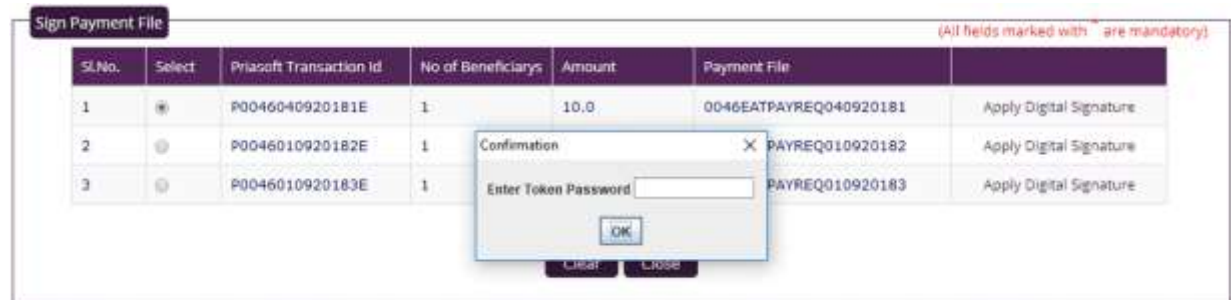 Sign Payment File
(All fields marked with * are mandatory)
Sl.No. Select Priasoft Transaction Id No of Beneficiarys Amount Payment File
1 P0046040920181E 1 10.0 0046EATPAYREQ040920181 Apply Digital Signature
2 P0046010920182E 1 PAYREQ010920182 Apply Digital Signature
3 P0046010920183E 1 PAYREQ010920183 Apply Digital Signature
Confirmation
Enter Token Password
OK
Clear Close